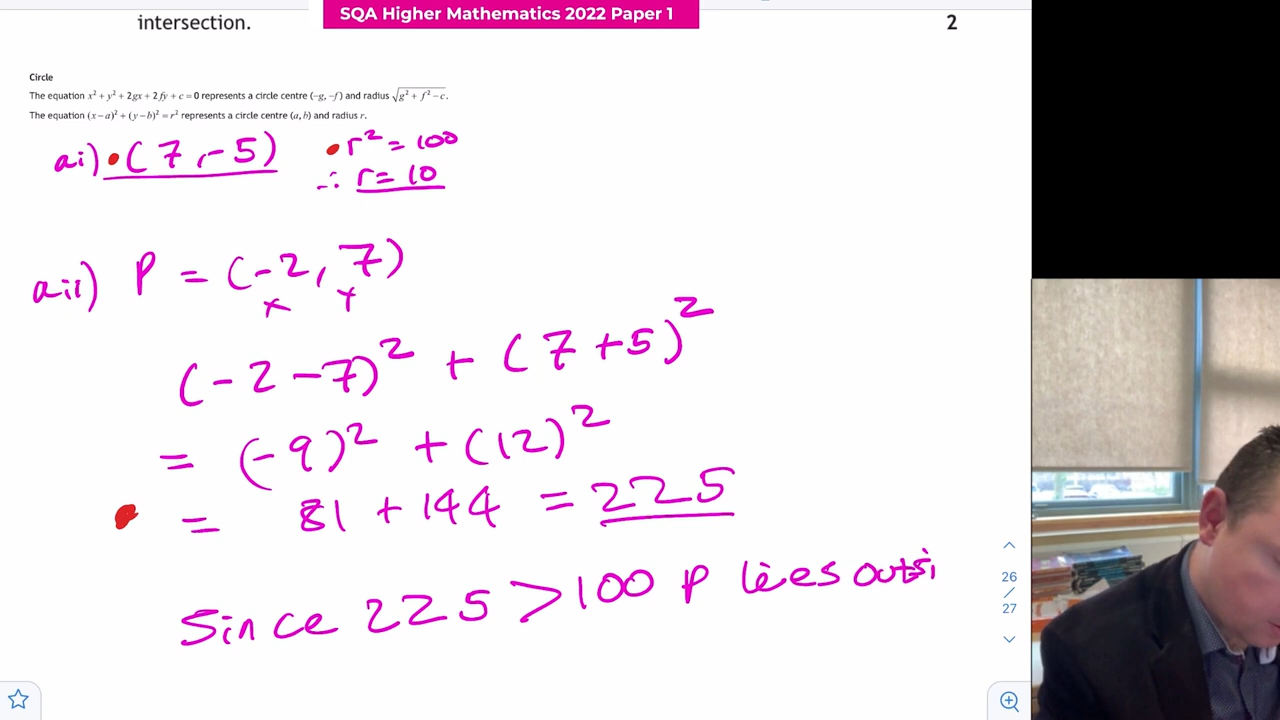 SQA Higher Mathematics 2022 Paper 1
intersection. 2
Circle
The equation x² + y² + 2gx + 2fy + c = 0 represents a circle centre (−g, −f) and radius √(g² + f² − c).
The equation (x − a)² + (y − b)² = r² represents a circle centre (a, b) and radius r.
ai) • (7, -5) • r² = 100
∴ r = 10
aii) P = (-2, 7)
x y
(-2 -7)² + (7 +5)²
= (-9)² + (12)²
= 81 + 144 = 225
Since 225 > 100 P lies outsi
26
/
27